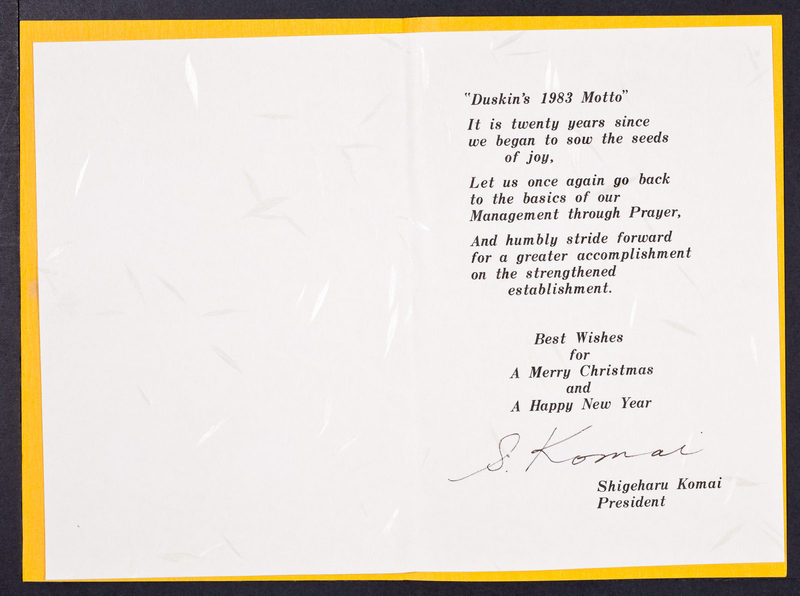 "Duskin's 1983 Motto"
It is twenty years since
we began to sow the seeds
of joy,
Let us once again go back
to the basics of our
Management through Prayer,
And humbly stride forward
for a greater accomplishment
on the strengthened
establishment.
Best Wishes
for
A Merry Christmas
and
A Happy New Year
S. Komai
Shigeharu Komai
President